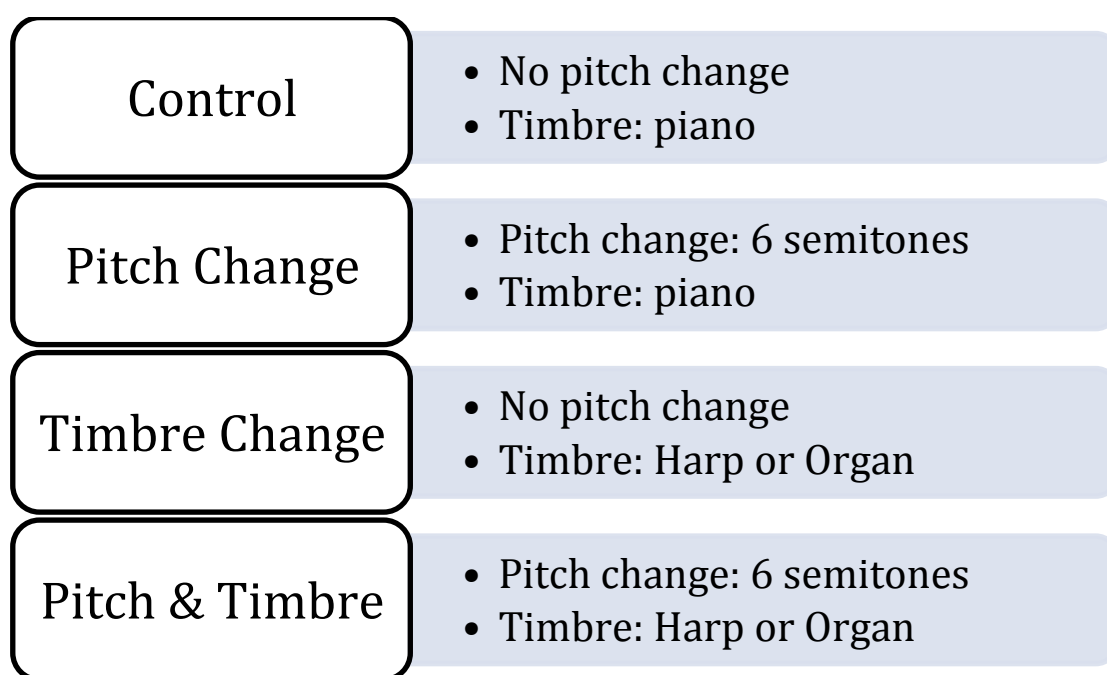 Control
• No pitch change
• Timbre: piano
Pitch Change
• Pitch change: 6 semitones
• Timbre: piano
Timbre Change
• No pitch change
• Timbre: Harp or Organ
Pitch & Timbre
• Pitch change: 6 semitones
• Timbre: Harp or Organ